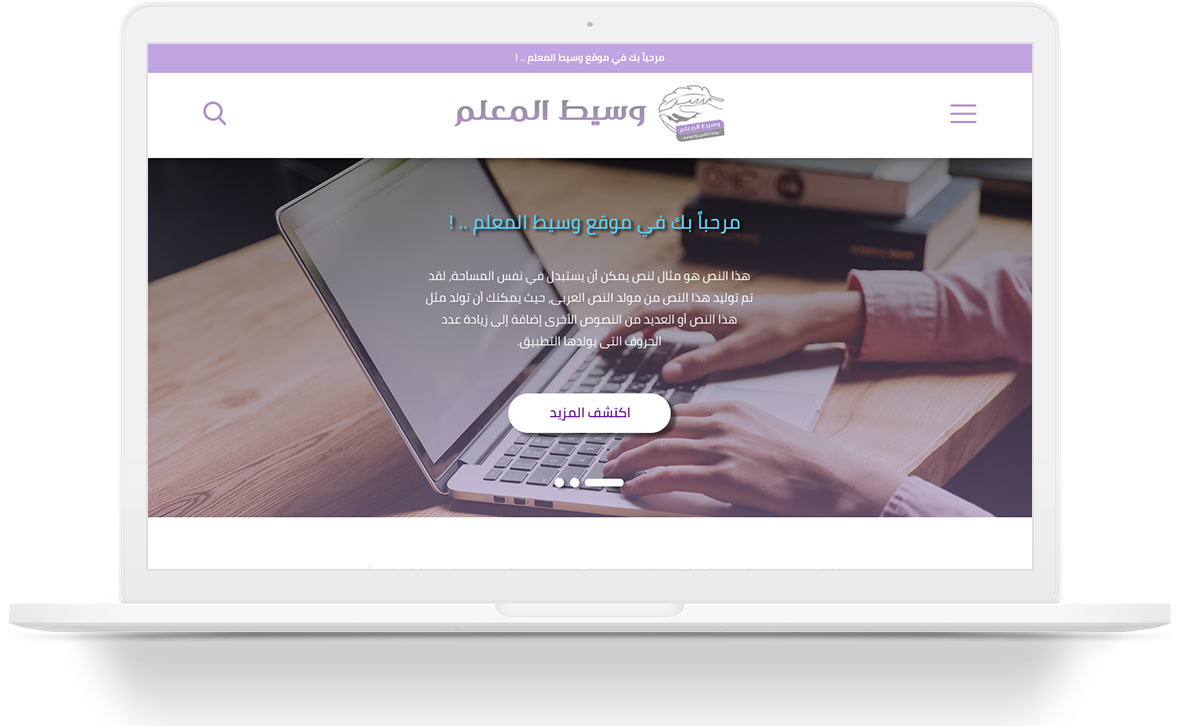 مرحباً بك في موقع وسيط المعلم .. !
وسيط المعلم
وسيط المعلم
مرحباً بك في موقع وسيط المعلم .. !
هذا النص هو مثال لنص يمكن أن يستبدل في نفس المساحة, لقد
تم توليد هذا النص من مولد النص العربى, حيث يمكنك أن تولد مثل
هذا النص أو العديد من النصوص الأخرى إضافة إلى زيادة عدد
الحروف التى يولدها التطبيق.
اكتشف المزيد